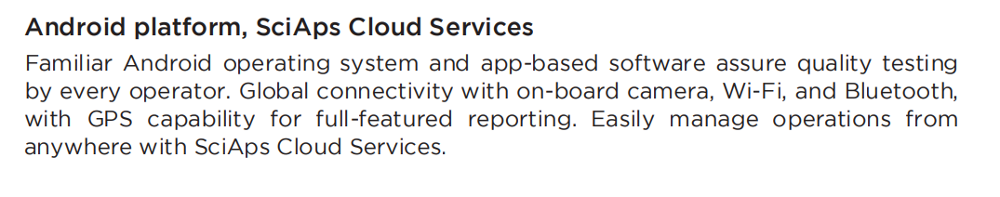 Android platform, SciAps Cloud Services
Familiar Android operating system and app-based software assure quality testing
by every operator. Global connectivity with on-board camera, Wi-Fi, and Bluetooth,
with GPS capability for full-featured reporting. Easily manage operations from
anywhere with SciAps Cloud Services.